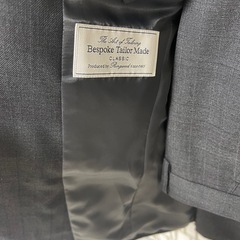 The Art of Tailoring
Bespoke Tailor Made
CLASSIC
Produced by